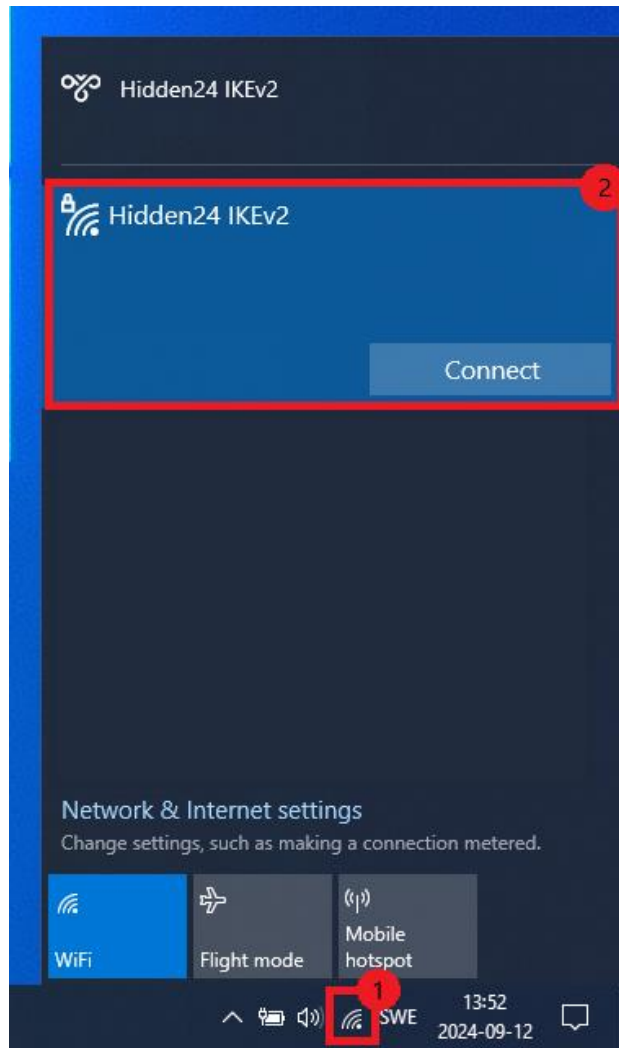 Hidden24 IKEv2
2
Hidden24 IKEv2
Connect
Network & Internet settings
Change settings, such as making a connection metered.
WiFi
Flight mode
Mobile
hotspot
1
SWE
13:52
2024-09-12